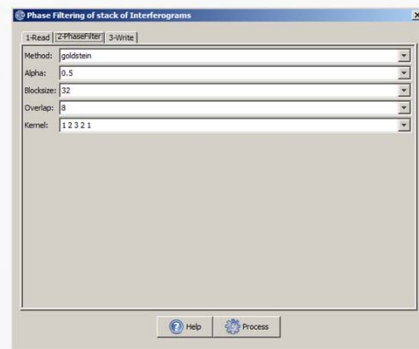 Phase Filtering of stack of Interferograms
1-Read 2-PhaseFilter 3-Write
Method: goldstein
Alpha: 0.5
Blocksize: 32
Overlap: 8
Kernel: 1 2 3 2 1
Help Process